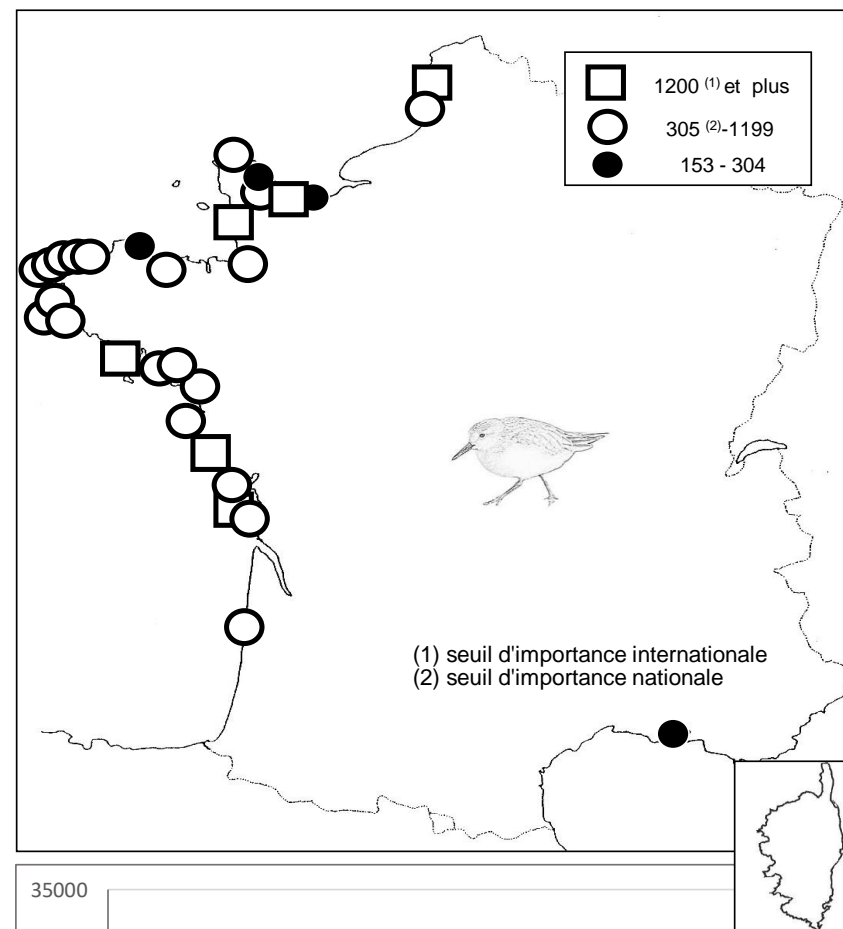 1200 (1) et plus
305 (2)-1199
153 - 304
(1) seuil d'importance internationale
(2) seuil d'importance nationale
35000